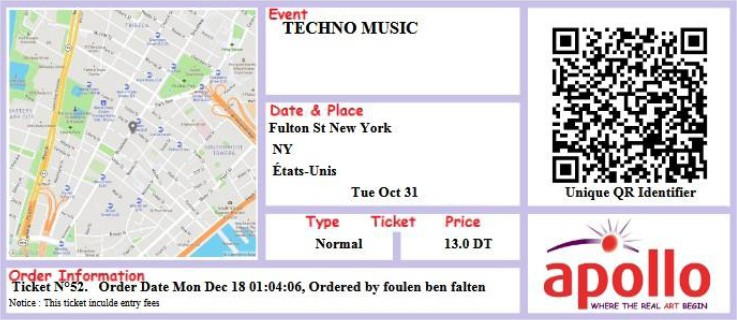 Event
TECHNO MUSIC
Date & Place
Fulton St New York
NY
États-Unis
Tue Oct 31
Type Ticket Price
Normal 13.0 DT
Unique QR Identifier
Order Information
Ticket N°52. Order Date Mon Dec 18 01:04:06, Ordered by foulen ben falten
Notice : This ticket inculde entry fees
apollo
WHERE THE REAL ART BEGIN